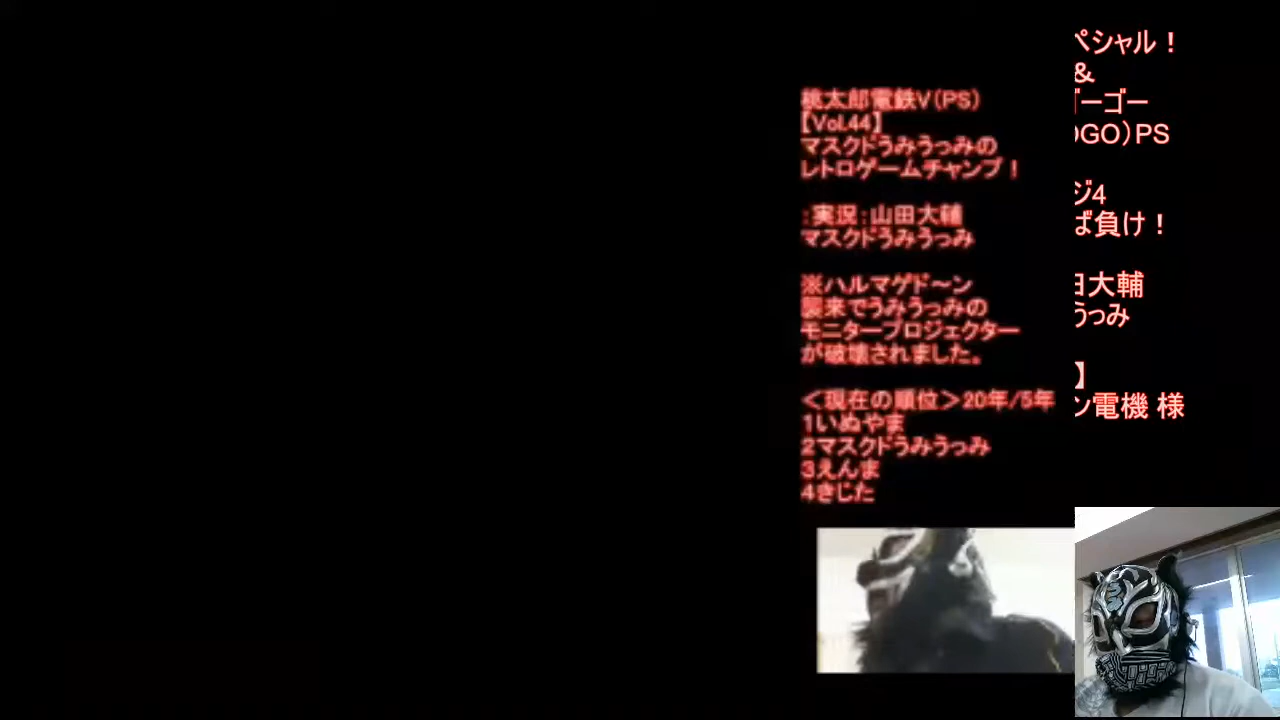 桃太郎電鉄V(PS)
【Vol.44】
マスクドうみうっみの
レトロゲームチャンプ！
:実況:山田大輔
マスクドうみうっみ
※ハルマゲド～ン
襲来でうみうっみの
モニタープロジェクター
が破壊されました。
＜現在の順位＞20年/5年
1いぬやま
2マスクドうみうっみ
3えんま
4きじた
ペシャル！
&
ゴーゴー
OGO)PS
ジ4
ば負け！
田大輔
うっみ
】
ン電機 様